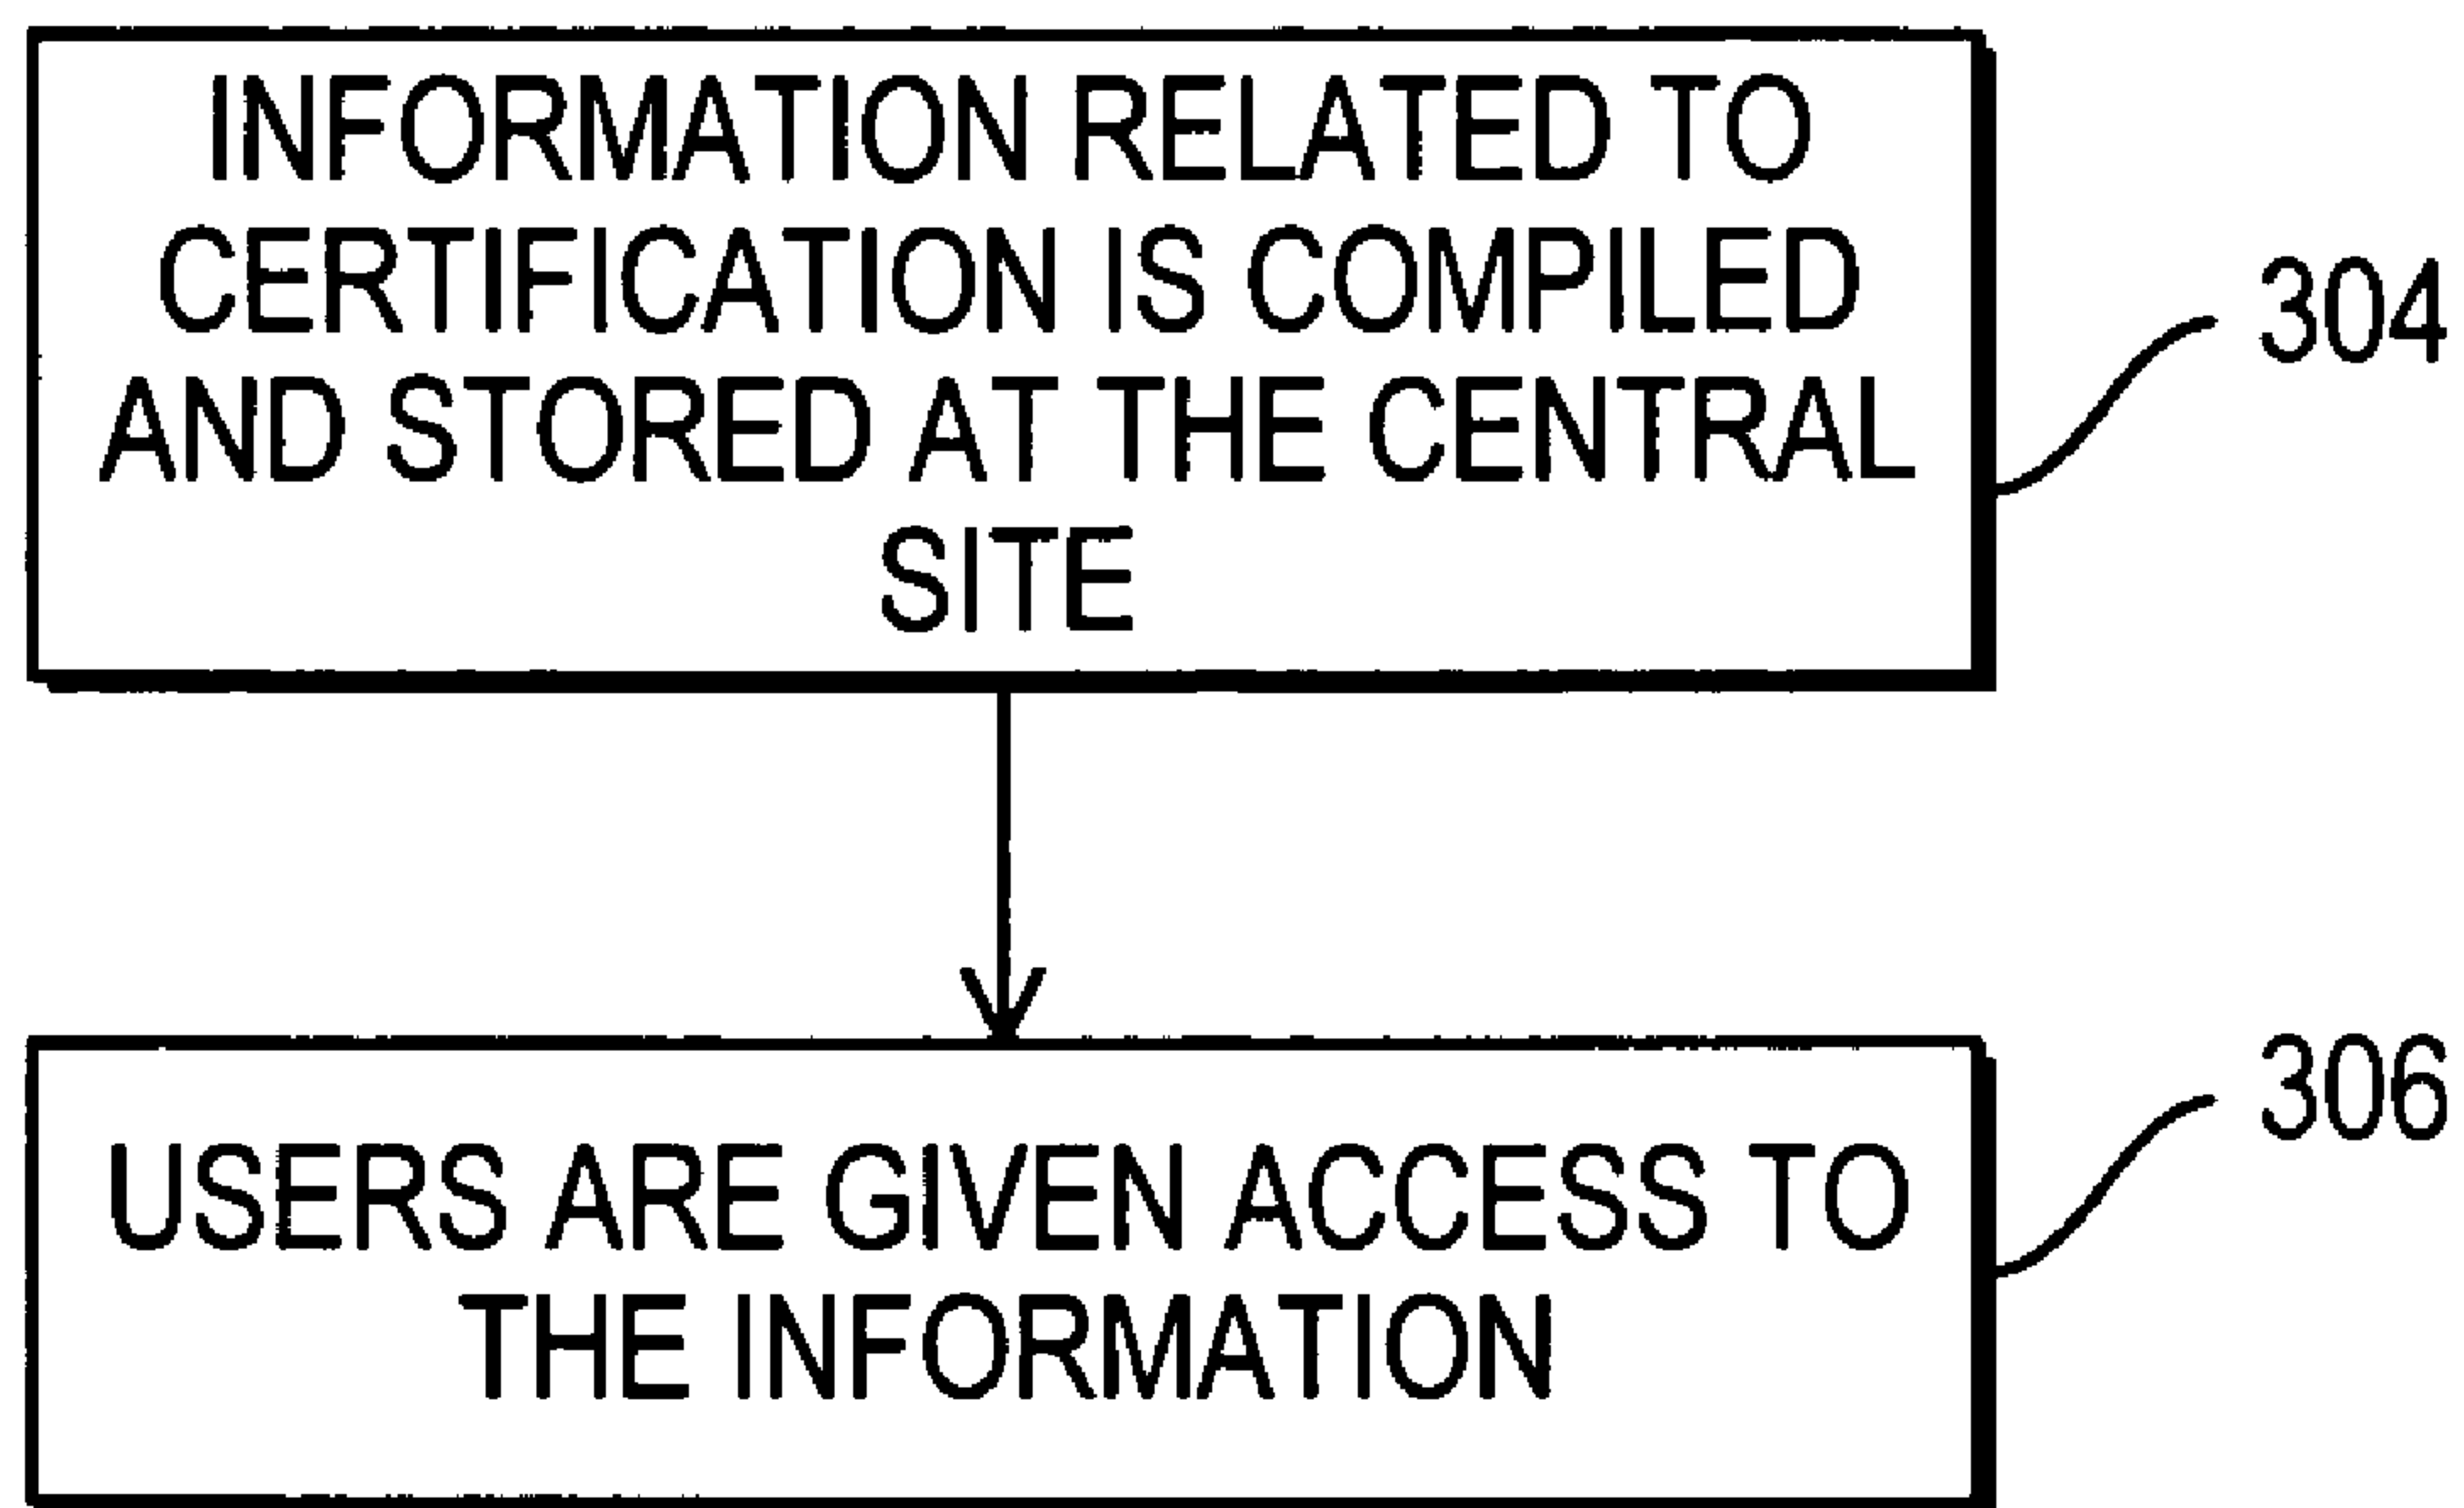 INFORMATION RELATED TO
CERTIFICATION IS COMPILED
AND STORED AT THE CENTRAL
SITE
304
USERS ARE GIVEN ACCESS TO
THE INFORMATION
306